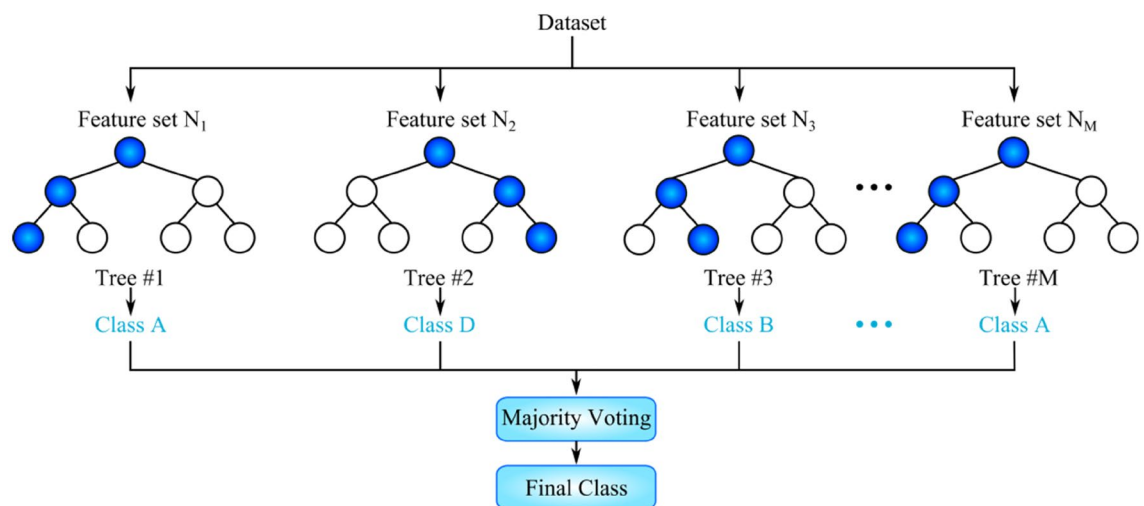 Dataset
Feature set N₁ Feature set N₂ Feature set N₃ Feature set Nₘ
Tree #1 Tree #2 Tree #3 Tree #M
Class A Class D Class B Class A
Majority Voting
Final Class